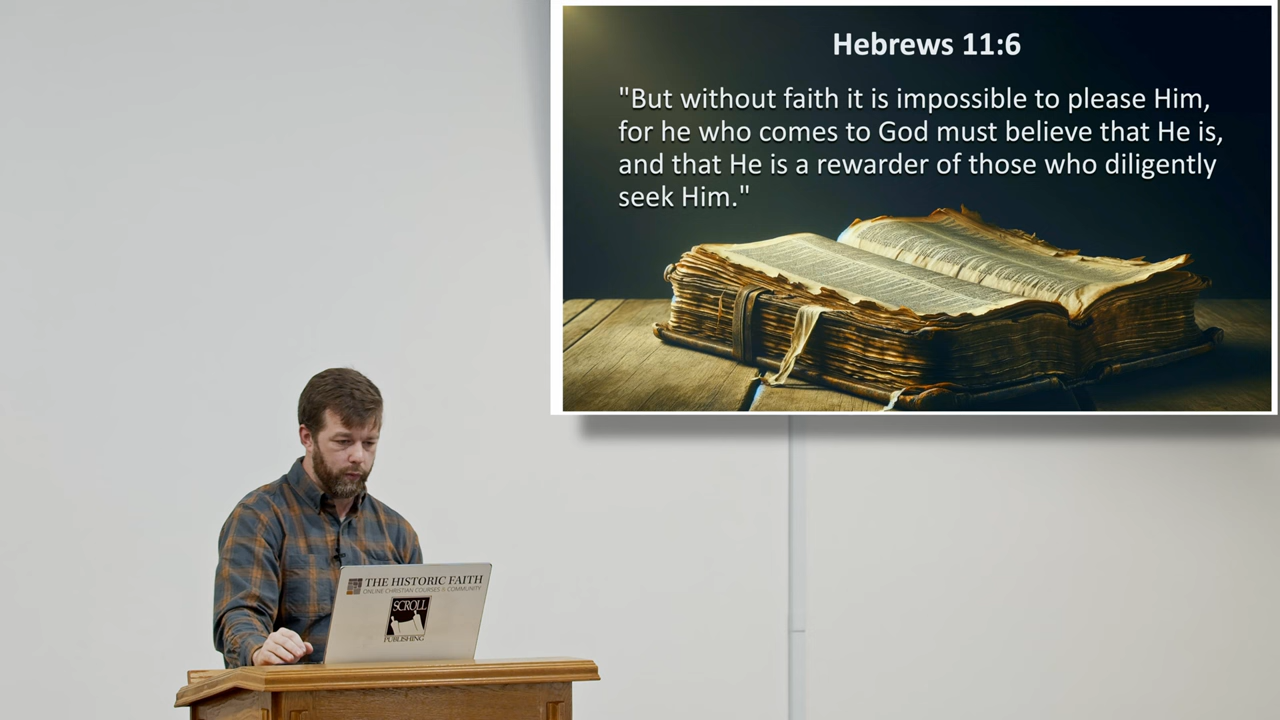 Hebrews 11:6
"But without faith it is impossible to please Him,
for he who comes to God must believe that He is,
and that He is a rewarder of those who diligently
seek Him."
THE HISTORIC FAITH
ONLINE CHRISTIAN COURSES & COMMUNITY
SCROLL
PUBLISHING